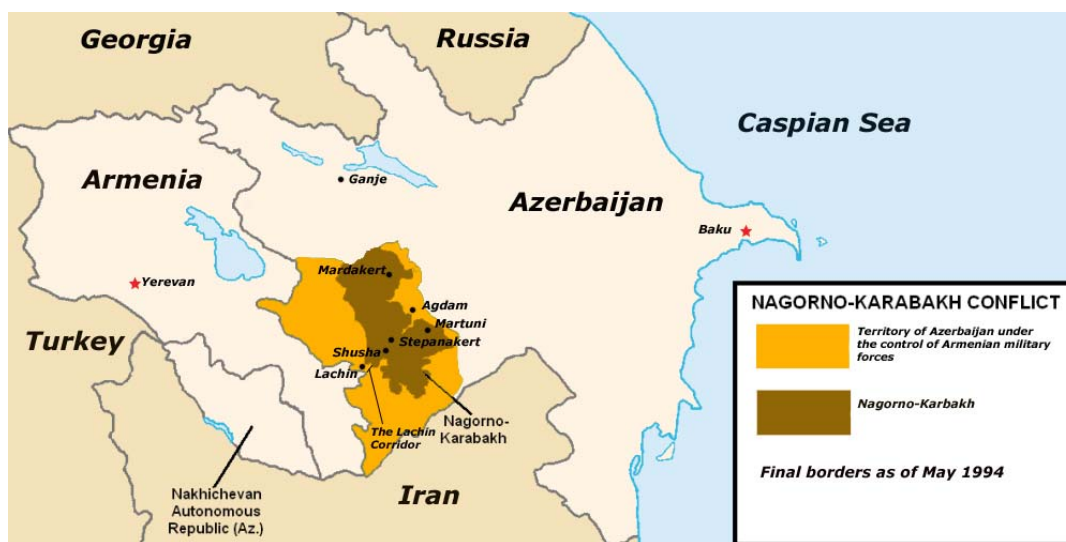 Georgia
Russia
Caspian Sea
Armenia
Ganje
Azerbaijan
Baku
Mardakert
Yerevan
Agdam
Martuni
Turkey
Stepanakert
Shusha
Lachin
The Lachin
Corridor
Nagorno-
Karabakh
Iran
Nakhichevan
Autonomous
Republic (Az.)
NAGORNO-KARABAKH CONFLICT
Territory of Azerbaijan under
the control of Armenian military
forces
Nagorno-Karbakh
Final borders as of May 1994